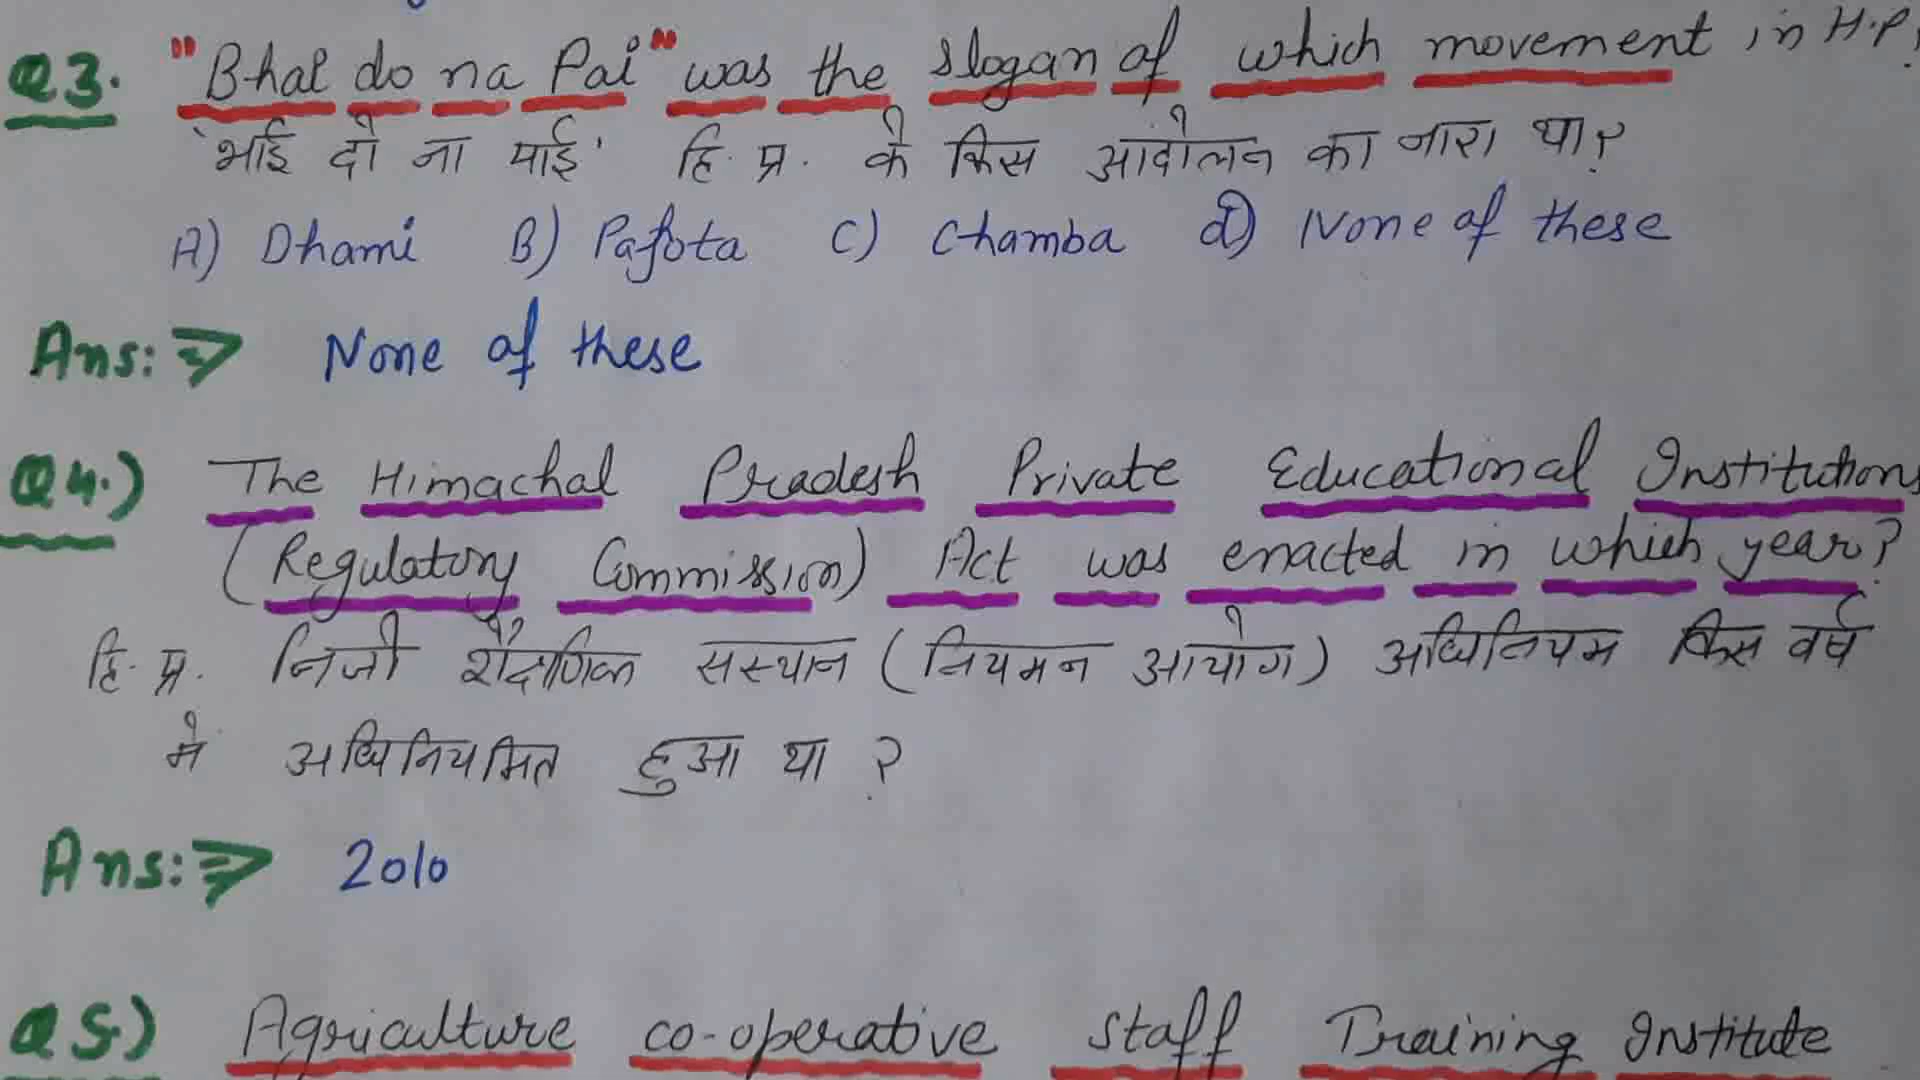 Q3. "Bhai do na Pai" was the slogan of which movement in H.P.?
'भाई दो ना पाई' हि. प्र. के किस आंदोलन का नारा था?
A) Dhami B) Pajota C) Chamba d) None of these
Ans:⇒ None of these
Q4.) The Himachal Pradesh Private Educational Institutions
(Regulatory Commission) Act was enacted in which year?
हि. प्र. निजी शैक्षणिक संस्थान (नियमन आयोग) अधिनियम किस वर्ष
मे अधिनियमित हुआ था?
Ans:⇒ 2010
Q5.) Agriculture co-operative staff Training Institute